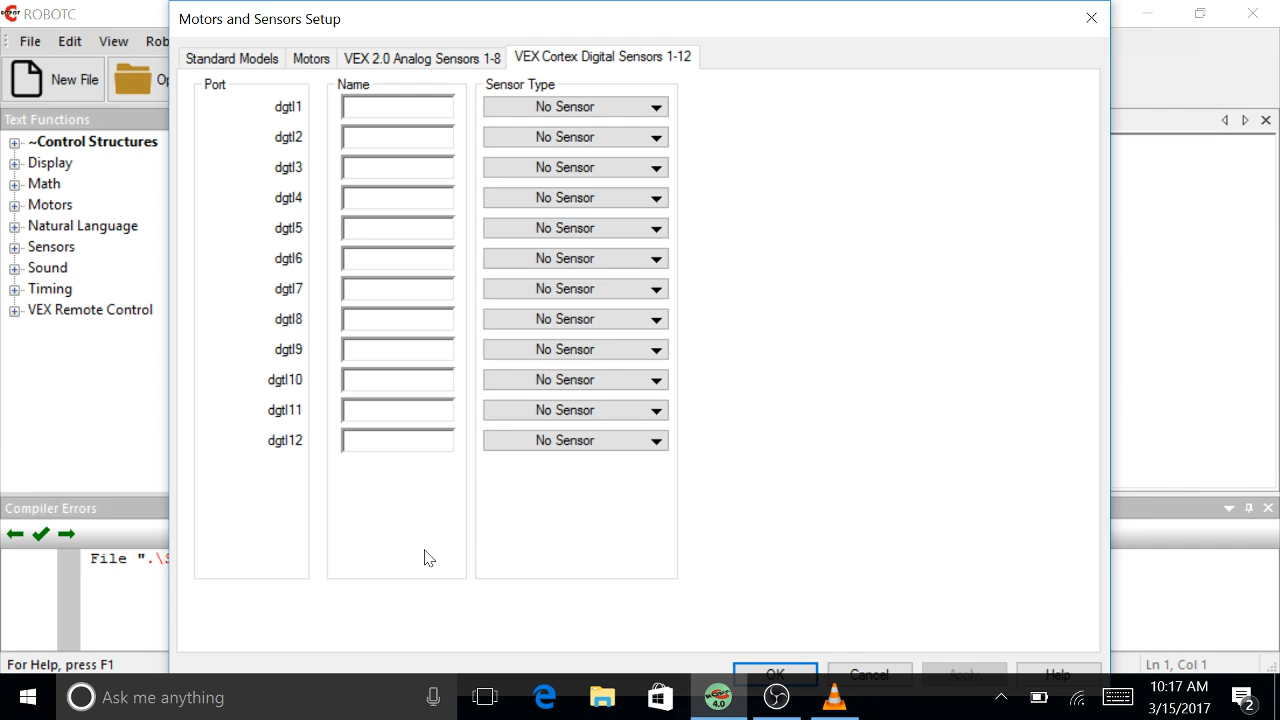 ROBOTC
Motors and Sensors Setup
File Edit View Rob
Standard Models Motors VEX 2.0 Analog Sensors 1-8 VEX Cortex Digital Sensors 1-12
New File Op
Port Name Sensor Type
dgtl1 No Sensor
dgtl2 No Sensor
dgtl3 No Sensor
dgtl4 No Sensor
dgtl5 No Sensor
dgtl6 No Sensor
dgtl7 No Sensor
dgtl8 No Sensor
dgtl9 No Sensor
dgtl10 No Sensor
dgtl11 No Sensor
dgtl12 No Sensor
Text Functions
~Control Structures
Display
Math
Motors
Natural Language
Sensors
Sound
Timing
VEX Remote Control
Compiler Errors
File ".\S
OK Cancel Apply Help
For Help, press F1 Ln 1, Col 1
Ask me anything
4.0
10:17 AM
3/15/2017
2